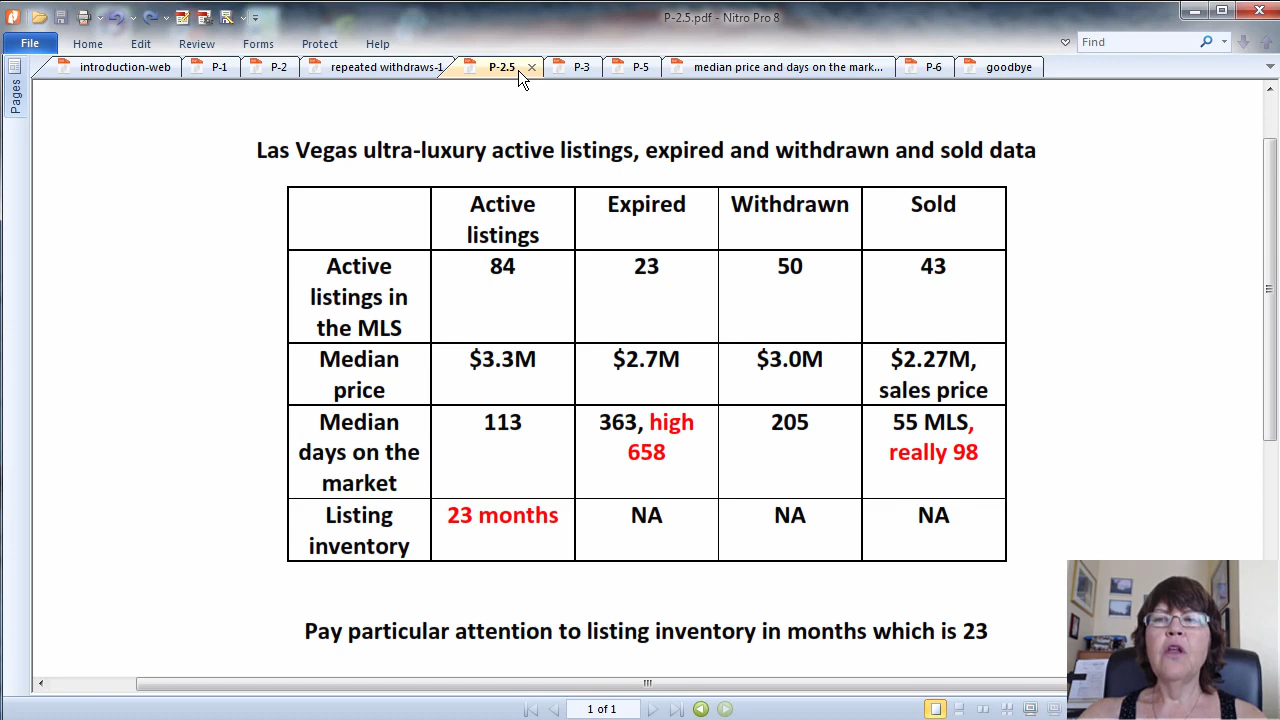 P-2.5.pdf - Nitro Pro 8
File Home Edit Review Forms Protect Help Find
introduction-web P-1 P-2 repeated withdraws-1 P-2.5 P-3 P-5 median price and days on the mark... P-6 goodbye
Pages
Las Vegas ultra-luxury active listings, expired and withdrawn and sold data
Active listings Expired Withdrawn Sold
Active listings in the MLS 84 23 50 43
Median price $3.3M $2.7M $3.0M $2.27M, sales price
Median days on the market 113 363, high 658 205 55 MLS, really 98
Listing inventory 23 months NA NA NA
Pay particular attention to listing inventory in months which is 23
1 of 1